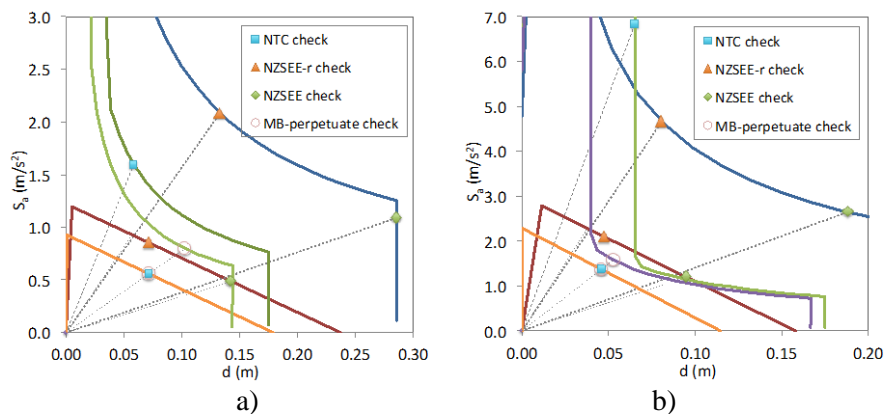 3.0
2.5
2.0
1.5
1.0
0.5
0.0
Sa (m/s²)
0.00 0.05 0.10 0.15 0.20 0.25 0.30
d (m)
NTC check
NZSEE-r check
NZSEE check
MB-perpetuate check
a)
7.0
6.0
5.0
4.0
3.0
2.0
1.0
0.0
Sa (m/s²)
0.00 0.05 0.10 0.15 0.20
d (m)
NTC check
NZSEE-r check
NZSEE check
MB-perpetuate check
b)